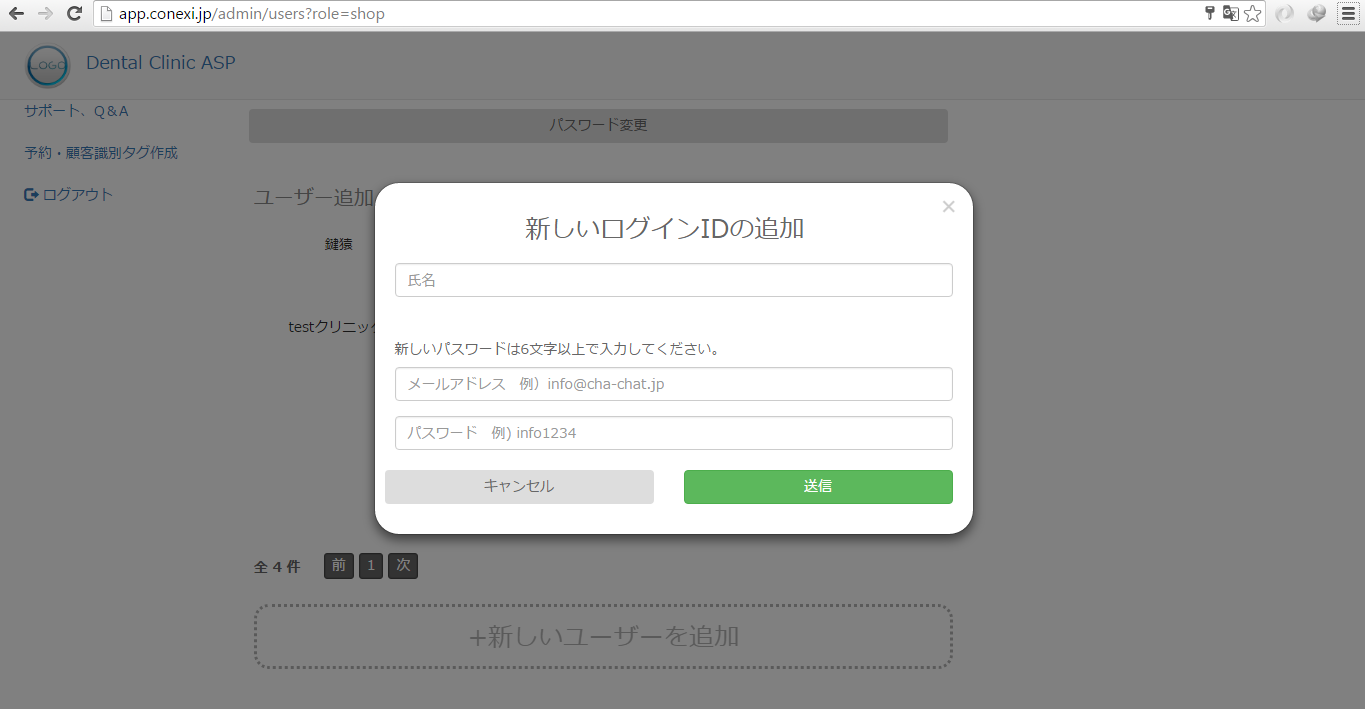 app.conexi.jp/admin/users?role=shop
LOGO
Dental Clinic ASP
サポート、Q&A
予約・顧客識別タグ作成
ログアウト
パスワード変更
ユーザー追加
鍵猿
testクリニック
×
新しいログインIDの追加
氏名
新しいパスワードは6文字以上で入力してください。
メールアドレス　例）info@cha-chat.jp
パスワード　例) info1234
キャンセル
送信
全 4 件
前 1 次
+新しいユーザーを追加